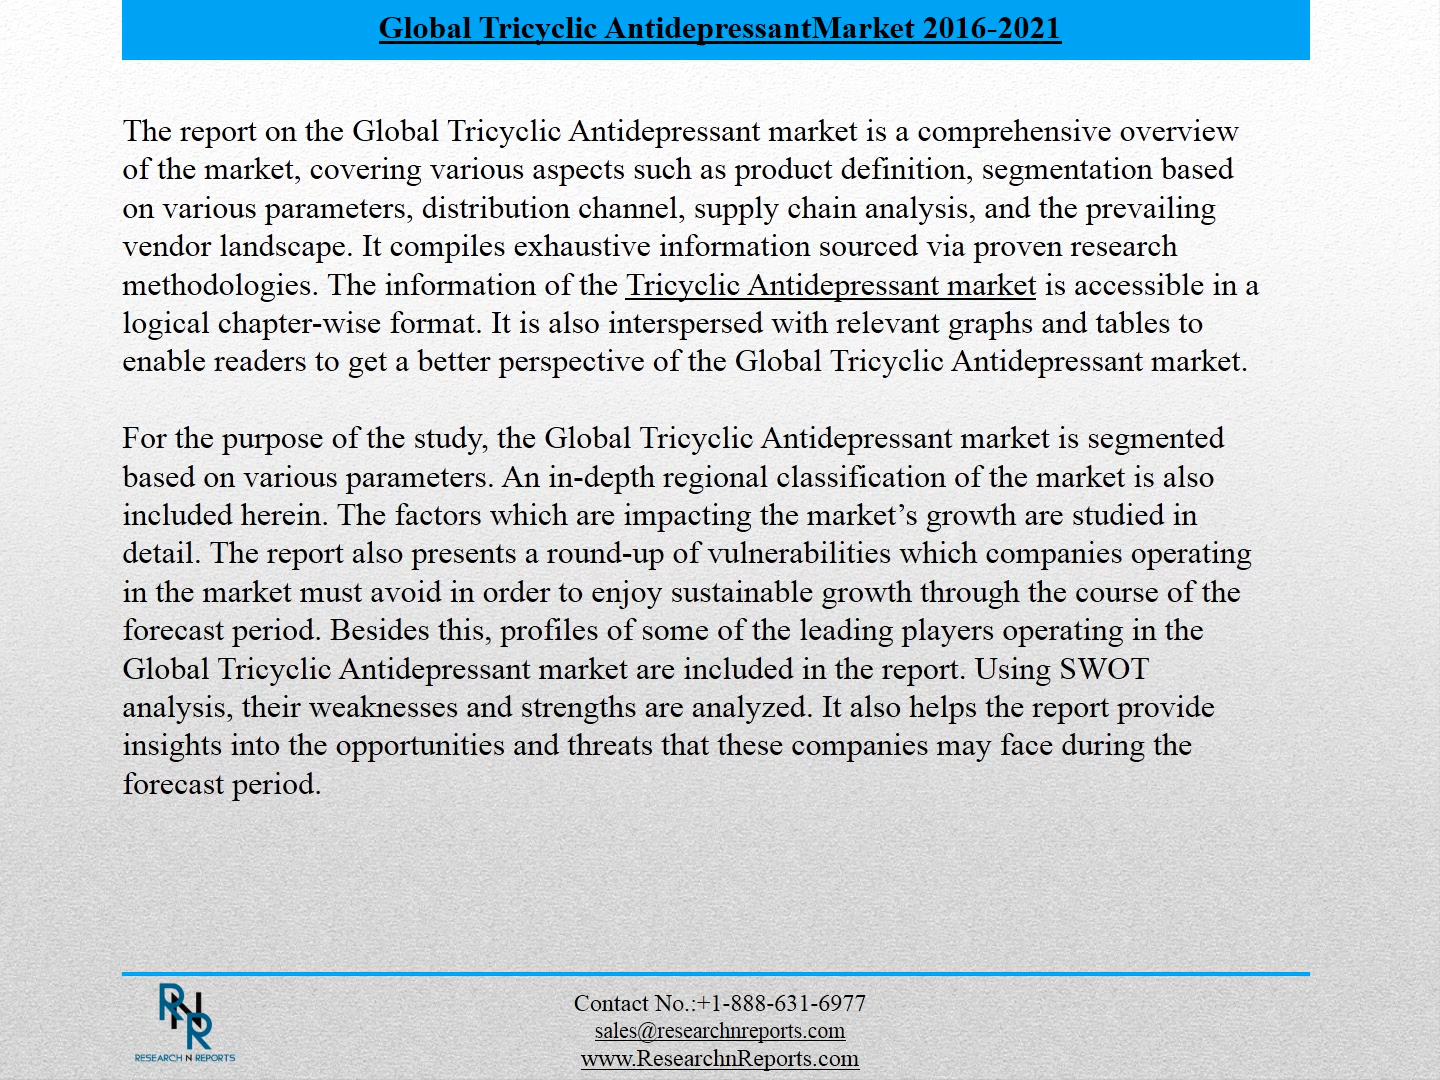 Global Tricyclic AntidepressantMarket 2016-2021
The report on the Global Tricyclic Antidepressant market is a comprehensive overview
of the market, covering various aspects such as product definition, segmentation based
on various parameters, distribution channel, supply chain analysis, and the prevailing
vendor landscape. It compiles exhaustive information sourced via proven research
methodologies. The information of the Tricyclic Antidepressant market is accessible in a
logical chapter-wise format. It is also interspersed with relevant graphs and tables to
enable readers to get a better perspective of the Global Tricyclic Antidepressant market.
For the purpose of the study, the Global Tricyclic Antidepressant market is segmented
based on various parameters. An in-depth regional classification of the market is also
included herein. The factors which are impacting the market’s growth are studied in
detail. The report also presents a round-up of vulnerabilities which companies operating
in the market must avoid in order to enjoy sustainable growth through the course of the
forecast period. Besides this, profiles of some of the leading players operating in the
Global Tricyclic Antidepressant market are included in the report. Using SWOT
analysis, their weaknesses and strengths are analyzed. It also helps the report provide
insights into the opportunities and threats that these companies may face during the
forecast period.
RNR
RESEARCH N REPORTS
Contact No.:+1-888-631-6977
sales@researchnreports.com
www.ResearchnReports.com